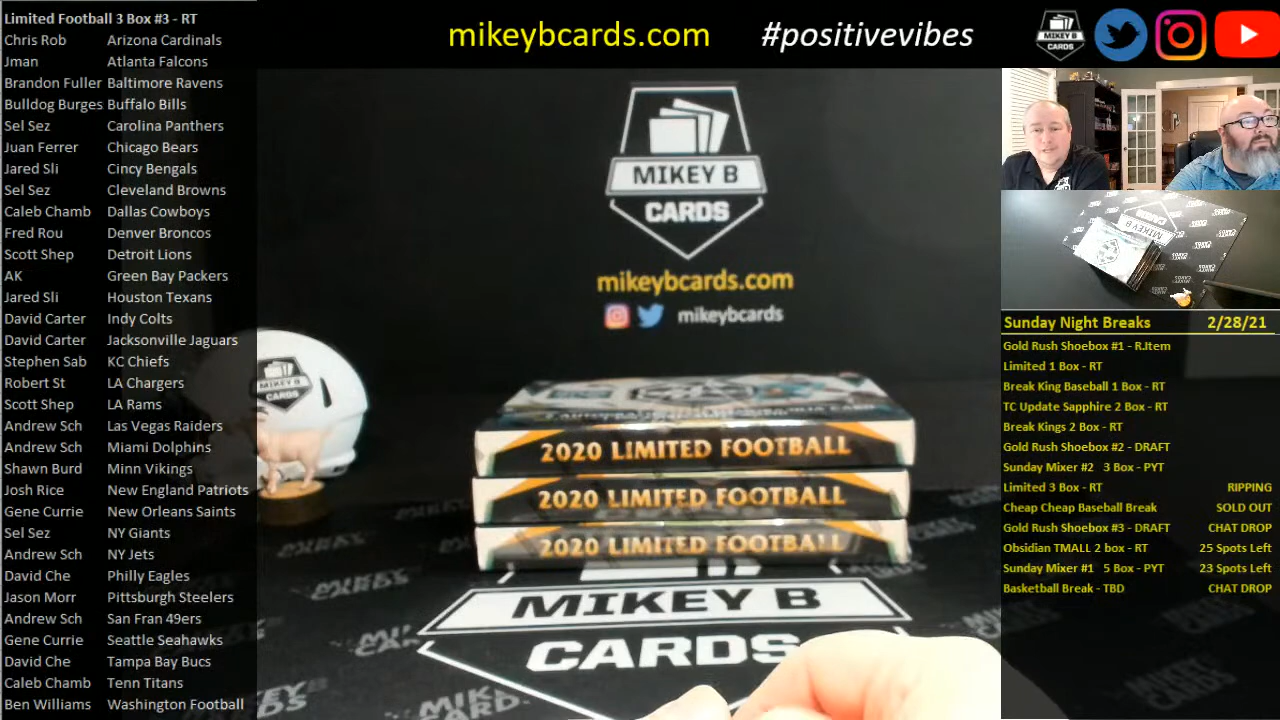 Limited Football 3 Box #3 - RT
Chris Rob Arizona Cardinals
Jman Atlanta Falcons
Brandon Fuller Baltimore Ravens
Bulldog Burges Buffalo Bills
Sel Sez Carolina Panthers
Juan Ferrer Chicago Bears
Jared Sli Cincy Bengals
Sel Sez Cleveland Browns
Caleb Chamb Dallas Cowboys
Fred Rou Denver Broncos
Scott Shep Detroit Lions
AK Green Bay Packers
Jared Sli Houston Texans
David Carter Indy Colts
David Carter Jacksonville Jaguars
Stephen Sab KC Chiefs
Robert St LA Chargers
Scott Shep LA Rams
Andrew Sch Las Vegas Raiders
Andrew Sch Miami Dolphins
Shawn Burd Minn Vikings
Josh Rice New England Patriots
Gene Currie New Orleans Saints
Sel Sez NY Giants
Andrew Sch NY Jets
David Che Philly Eagles
Jason Morr Pittsburgh Steelers
Andrew Sch San Fran 49ers
Gene Currie Seattle Seahawks
David Che Tampa Bay Bucs
Caleb Chamb Tenn Titans
Ben Williams Washington Football
mikeybcards.com #positivevibes
MIKEY B
CARDS
MIKEY B
CARDS
mikeybcards.com
mikeybcards
MIKEY B
CARDS
2020 LIMITED FOOTBALL
2020 LIMITED FOOTBALL
2020 LIMITED FOOTBALL
MIKEY B
CARDS
MIKEY B
CARDS
Sunday Night Breaks 2/28/21
Gold Rush Shoebox #1 - R.Item
Limited 1 Box - RT
Break King Baseball 1 Box - RT
TC Update Sapphire 2 Box - RT
Break Kings 2 Box - RT
Gold Rush Shoebox #2 - DRAFT
Sunday Mixer #2 3 Box - PYT
Limited 3 Box - RT RIPPING
Cheap Cheap Baseball Break SOLD OUT
Gold Rush Shoebox #3 - DRAFT CHAT DROP
Obsidian TMALL 2 box - RT 25 Spots Left
Sunday Mixer #1 5 Box - PYT 23 Spots Left
Basketball Break - TBD CHAT DROP